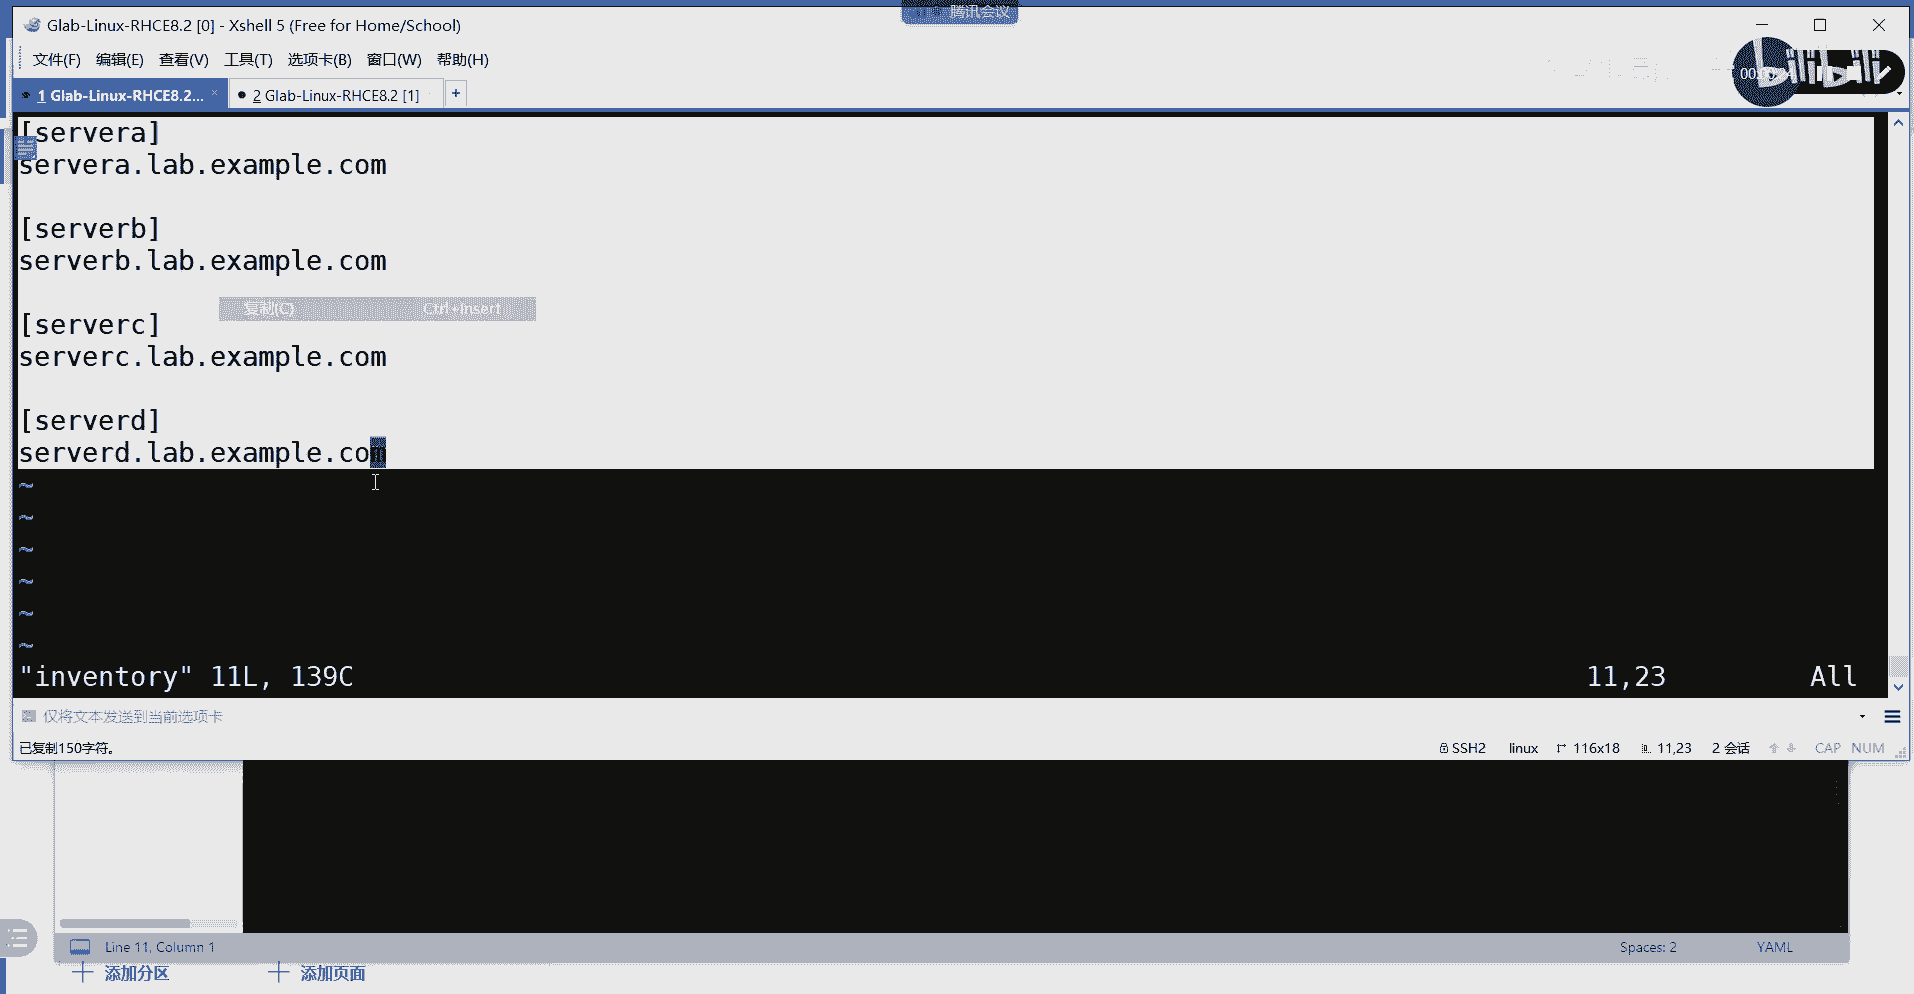 腾讯会议
Glab-Linux-RHCE8.2 [0] - Xshell 5 (Free for Home/School)
文件(F) 编辑(E) 查看(V) 工具(T) 选项卡(B) 窗口(W) 帮助(H)
bilibili
1 Glab-Linux-RHCE8.2... × 2 Glab-Linux-RHCE8.2 [1] +
[servera]
servera.lab.example.com
[serverb]
serverb.lab.example.com
复制(C) Ctrl+Insert
[serverc]
serverc.lab.example.com
[serverd]
serverd.lab.example.com
~
~
~
~
~
~
"inventory" 11L, 139C 11,23 All
仅将文本发送到当前选项卡
已复制150字符。 SSH2 linux 116x18 11,23 2 会话 CAP NUM
Line 11, Column 1 Spaces: 2 YAML
添加分区 添加页面